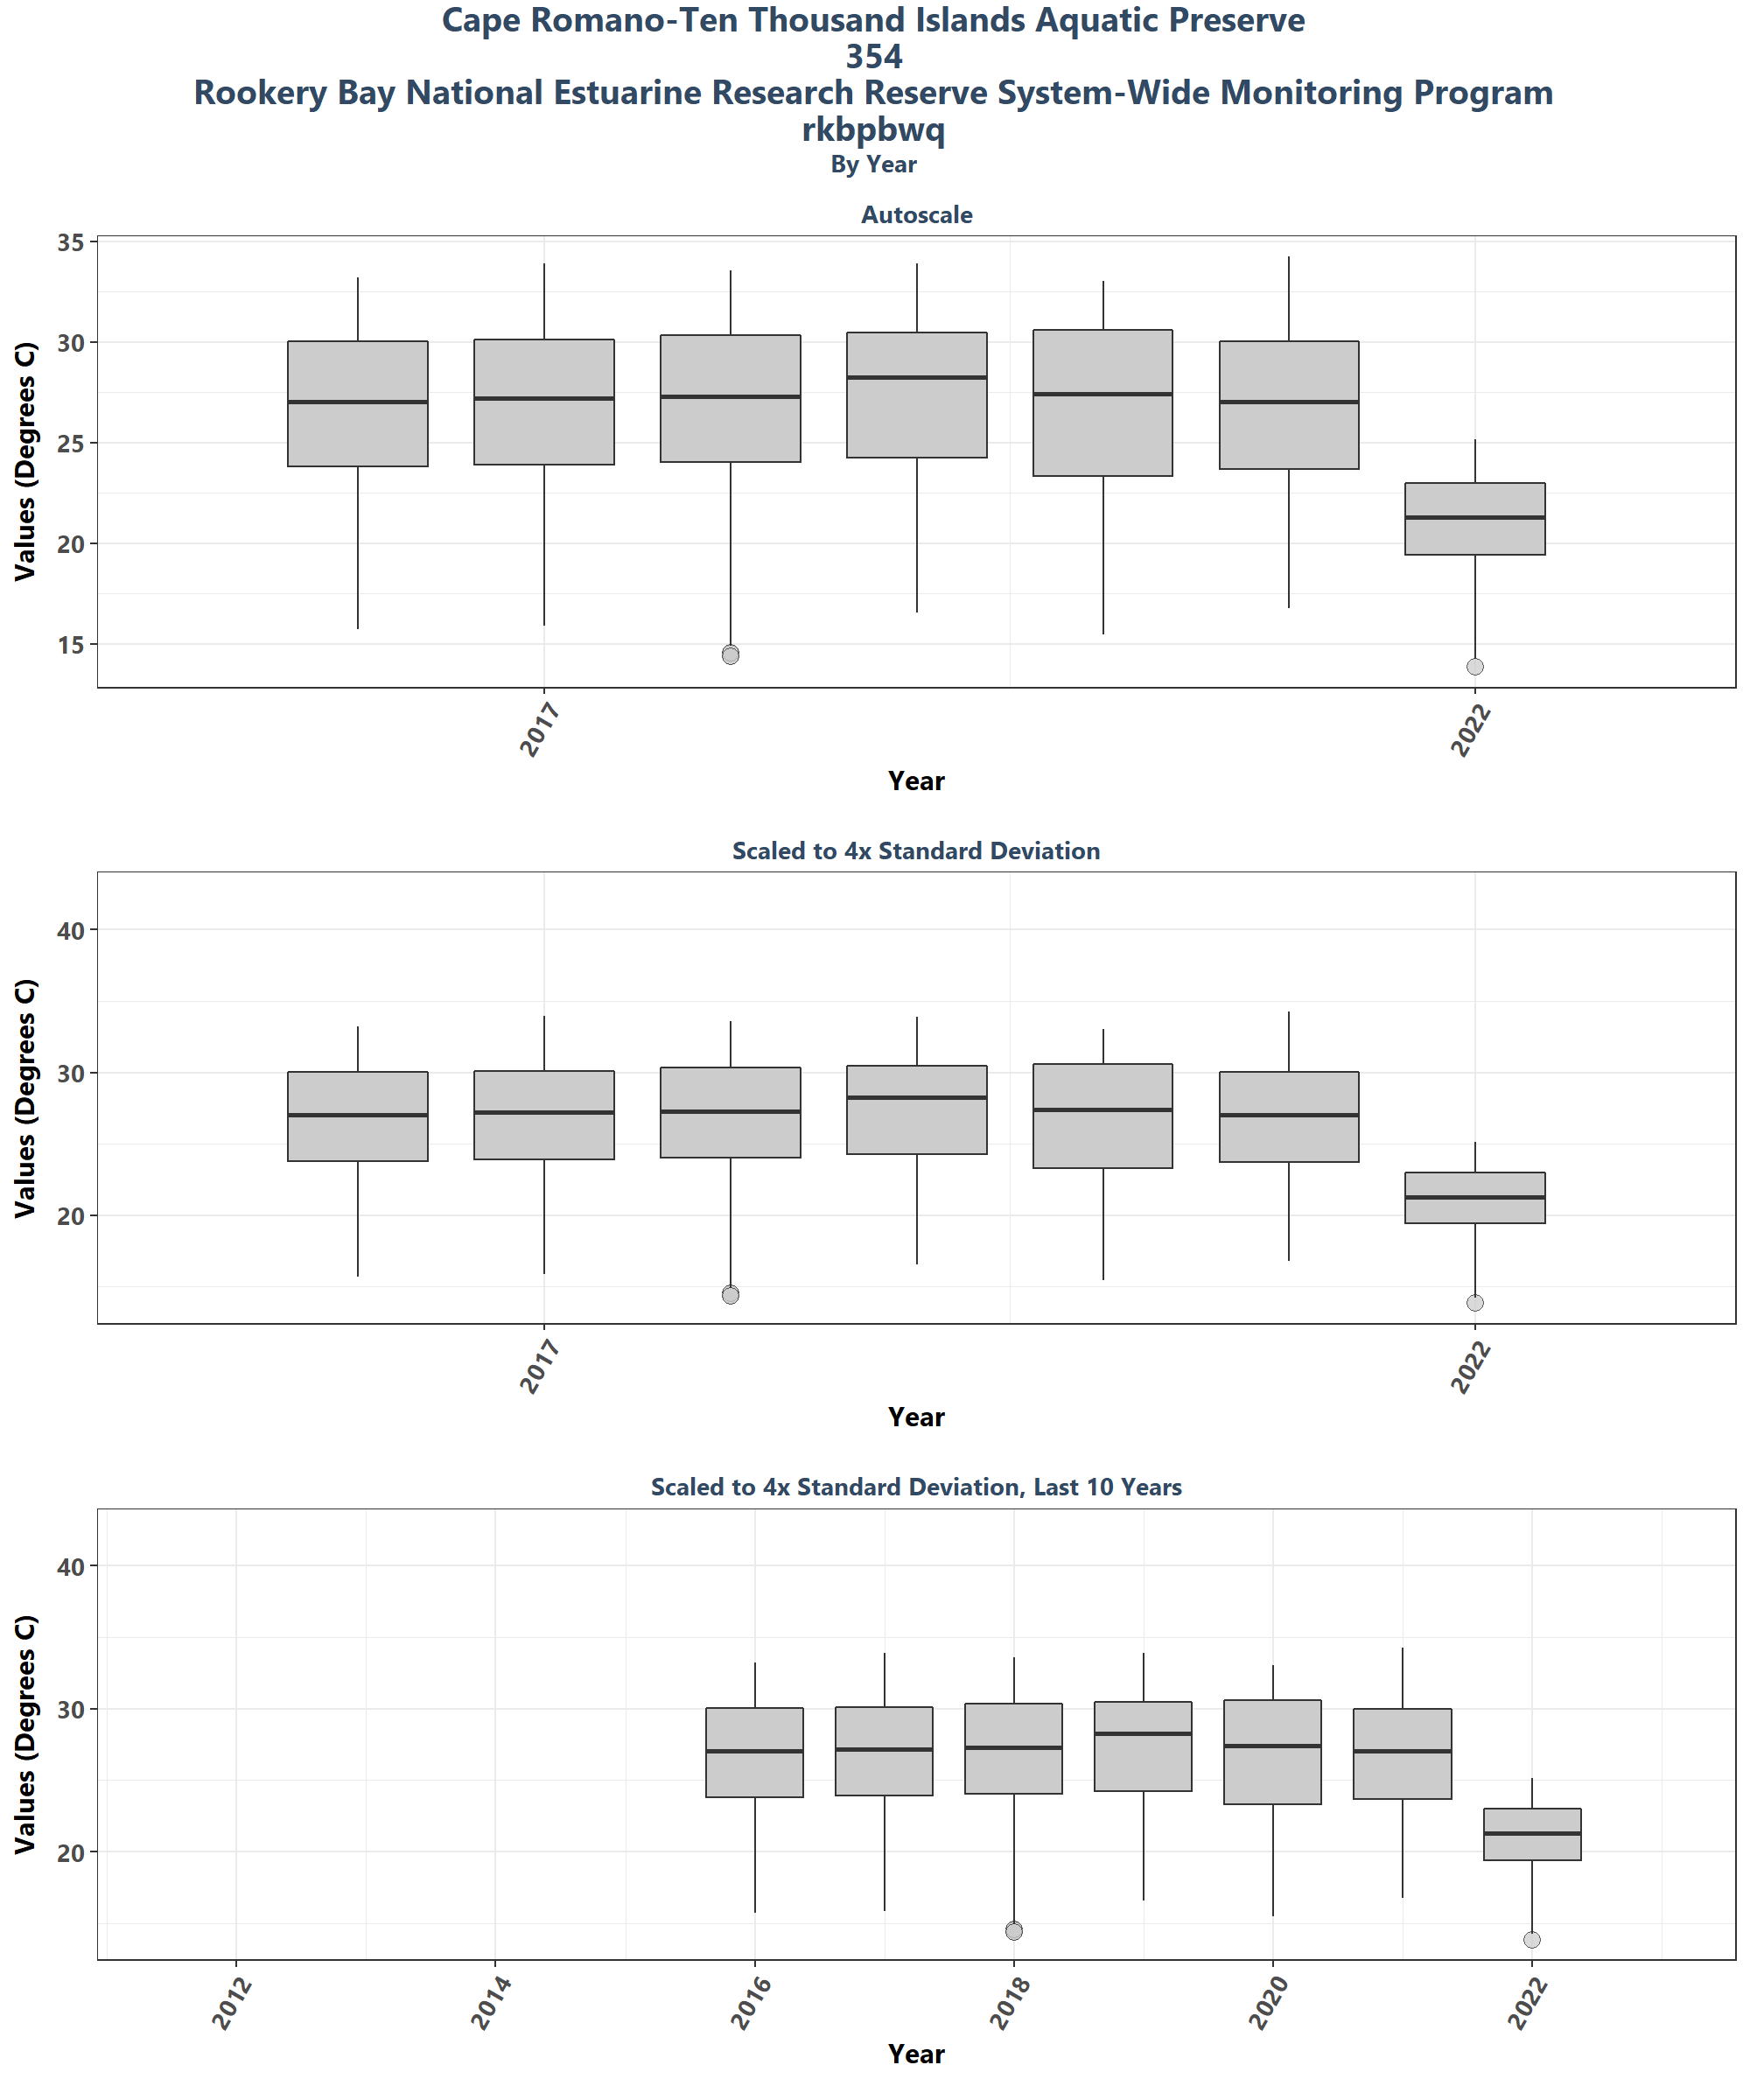 Cape Romano-Ten Thousand Islands Aquatic Preserve
354
Rookery Bay National Estuarine Research Reserve System-Wide Monitoring Program
rkbpbwq
By Year
Autoscale
Values (Degrees C)
35
30
25
20
15
2017
2022
Year
Scaled to 4x Standard Deviation
Values (Degrees C)
40
30
20
2017
2022
Year
Scaled to 4x Standard Deviation, Last 10 Years
Values (Degrees C)
40
30
20
2012
2014
2016
2018
2020
2022
Year